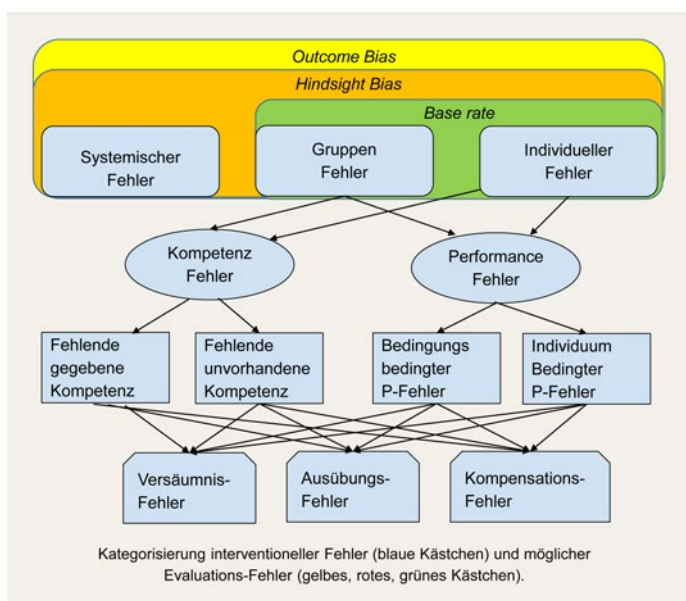 Outcome Bias
Hindsight Bias
Base rate
Systemischer
Fehler
Gruppen
Fehler
Individueller
Fehler
Kompetenz
Fehler
Performance
Fehler
Fehlende
gegebene
Kompetenz
Fehlende
unvorhandene
Kompetenz
Bedingungs
bedingter
P-Fehler
Individuum
Bedingter
P-Fehler
Versäumnis-
Fehler
Ausübungs-
Fehler
Kompensations-
Fehler
Kategorisierung interventioneller Fehler (blaue Kästchen) und möglicher
Evaluations-Fehler (gelbes, rotes, grünes Kästchen).